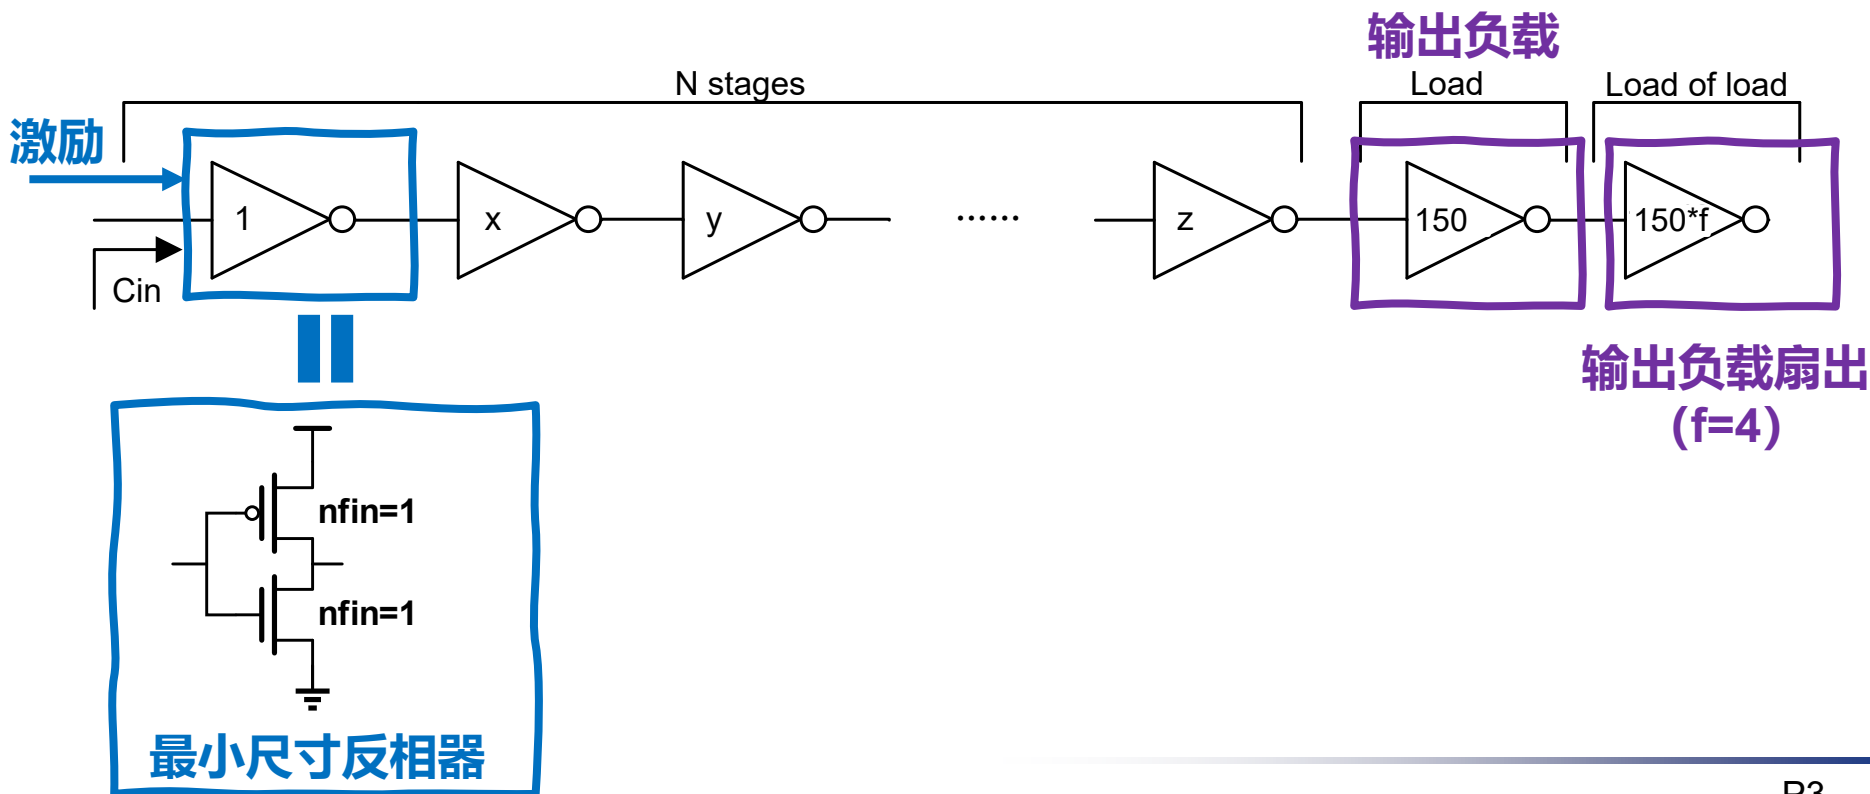 输出负载
N stages
Load
Load of load
激励
1
x
y
......
z
150
150*f
Cin
输出负载扇出
(f=4)
nfin=1
nfin=1
最小尺寸反相器